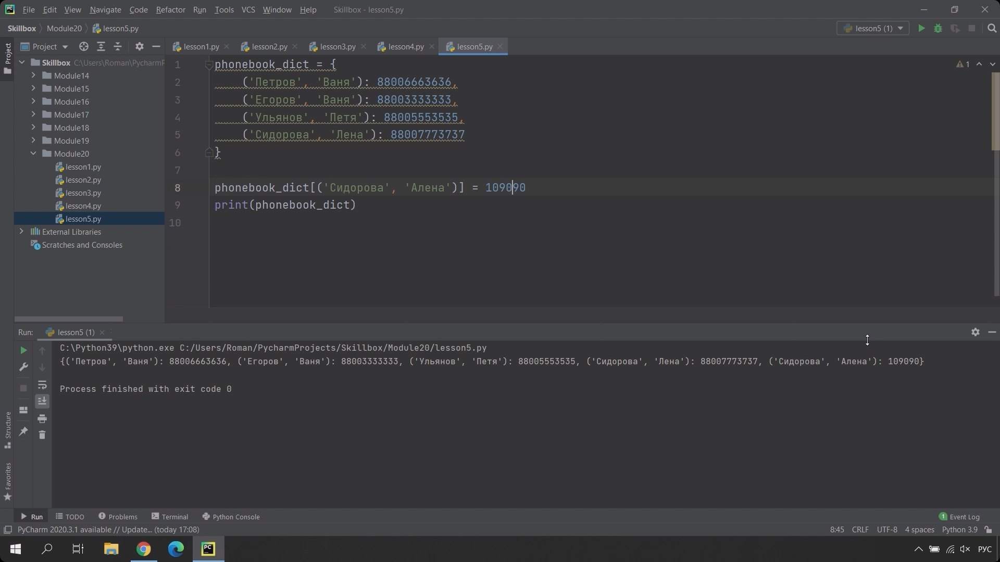 File Edit View Navigate Code Refactor Run Tools VCS Window Help Skillbox - lesson5.py
Skillbox Module20 lesson5.py lesson5 (1)
Project lesson1.py lesson2.py lesson3.py lesson4.py lesson5.py
Project
Skillbox C:\Users\Roman\PycharmP
Module14
Module15
Module16
Module17
Module18
Module19
Module20
lesson1.py
lesson2.py
lesson3.py
lesson4.py
lesson5.py
External Libraries
Scratches and Consoles
1 phonebook_dict = {
2 ('Петров', 'Ваня'): 88006663636,
3 ('Егоров', 'Ваня'): 88003333333,
4 ('Ульянов', 'Петя'): 88005553535,
5 ('Сидорова', 'Лена'): 88007773737
6 }
7
8 phonebook_dict[('Сидорова', 'Алена')] = 109090
9 print(phonebook_dict)
10
1
Run: lesson5 (1)
C:\Python39\python.exe C:/Users/Roman/PycharmProjects/Skillbox/Module20/lesson5.py
{('Петров', 'Ваня'): 88006663636, ('Егоров', 'Ваня'): 88003333333, ('Ульянов', 'Петя'): 88005553535, ('Сидорова', 'Лена'): 88007773737, ('Сидорова', 'Алена'): 109090}
Process finished with exit code 0
Structure
Favorites
Run TODO Problems Terminal Python Console 1 Event Log
PyCharm 2020.3.1 available // Update... (today 17:08) 8:45 CRLF UTF-8 4 spaces Python 3.9
PC РУС